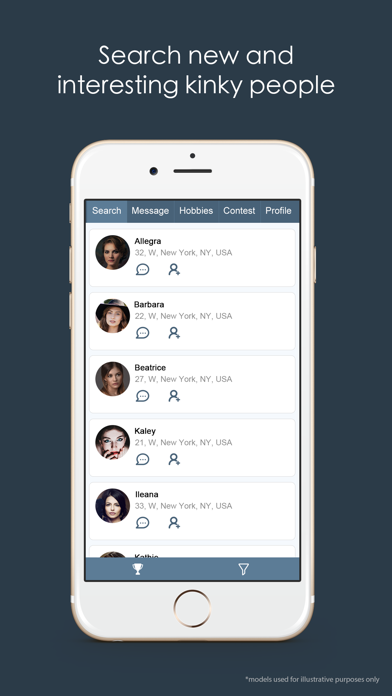 Search new and
interesting kinky people
Search Message Hobbies Contest Profile
Allegra
32, W, New York, NY, USA
Barbara
22, W, New York, NY, USA
Beatrice
27, W, New York, NY, USA
Kaley
21, W, New York, NY, USA
Ileana
33, W, New York, NY, USA
Kathie
*models used for illustrative purposes only